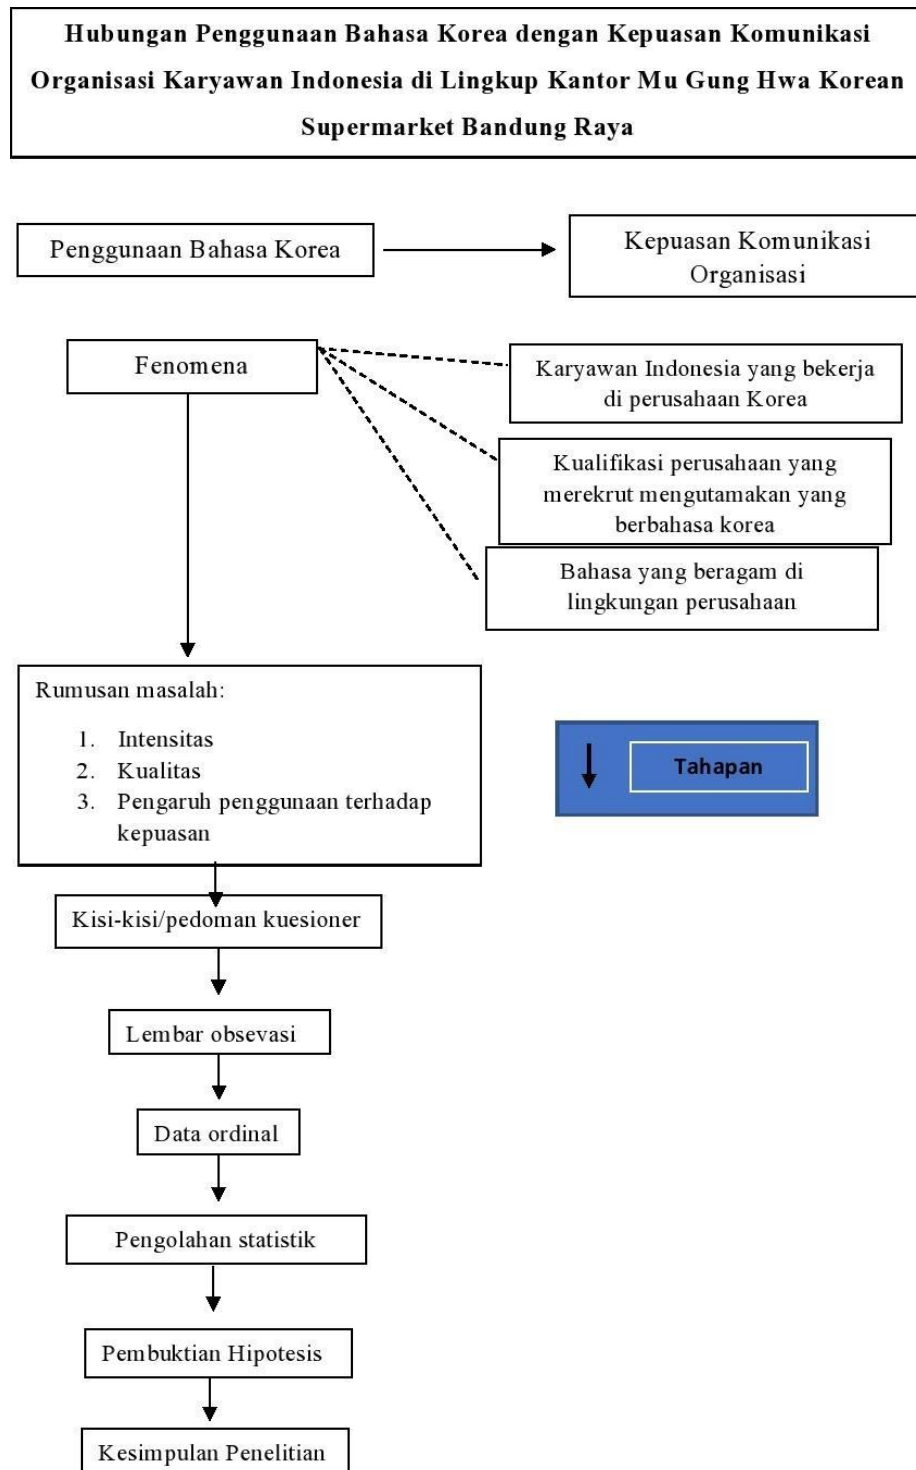 Hubungan Penggunaan Bahasa Korea dengan Kepuasan Komunikasi
Organisasi Karyawan Indonesia di Lingkup Kantor Mu Gung Hwa Korean
Supermarket Bandung Raya
Penggunaan Bahasa Korea
Kepuasan Komunikasi
Organisasi
Fenomena
Karyawan Indonesia yang bekerja
di perusahaan Korea
Kualifikasi perusahaan yang
merekrut mengutamakan yang
berbahasa korea
Bahasa yang beragam di
lingkungan perusahaan
Rumusan masalah:
1. Intensitas
2. Kualitas
3. Pengaruh penggunaan terhadap
kepuasan
Tahapan
Kisi-kisi/pedoman kuesioner
Lembar obsevasi
Data ordinal
Pengolahan statistik
Pembuktian Hipotesis
Kesimpulan Penelitian